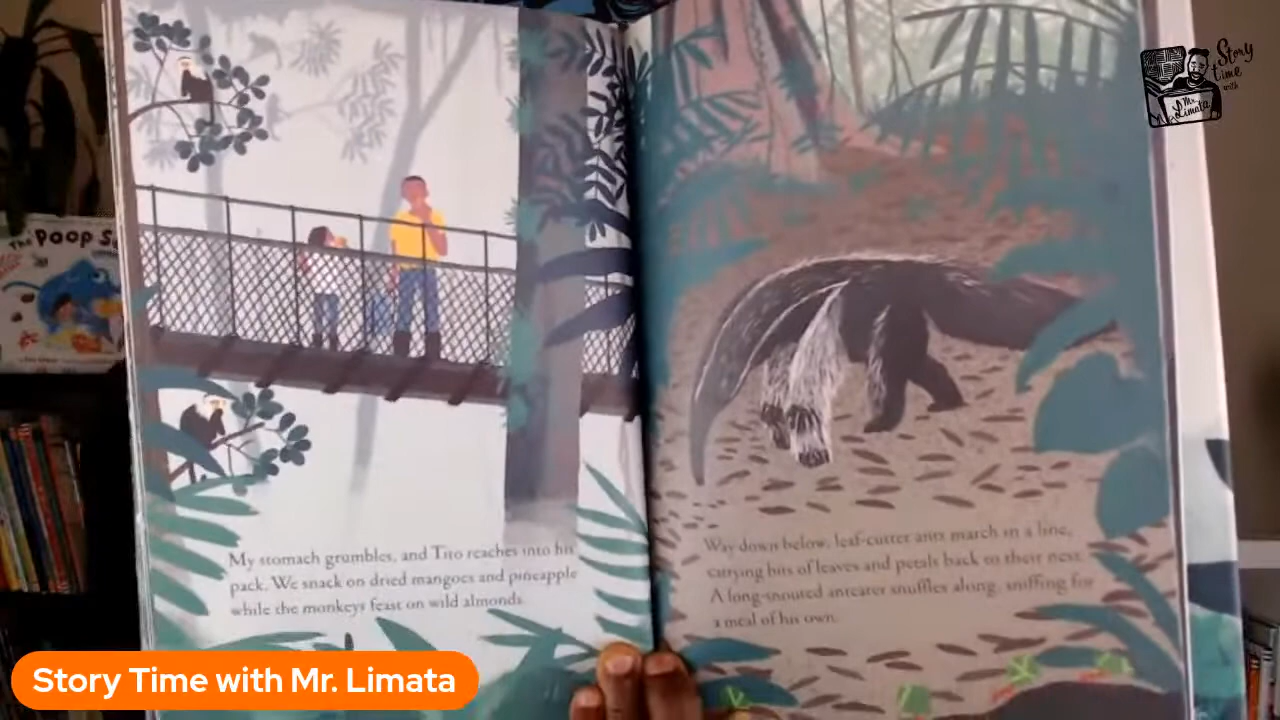 The Poop S
Story
time
with
Mr.
Limata
My stomach grumbles, and Tito reaches into his
pack. We snack on dried mangoes and pineapple
while the monkeys feast on wild almonds.
Way down below, leaf-cutter ants march in a line,
carrying bits of leaves and petals back to their nest.
A long-snouted anteater snuffles along, sniffing for
a meal of his own.
Story Time with Mr. Limata